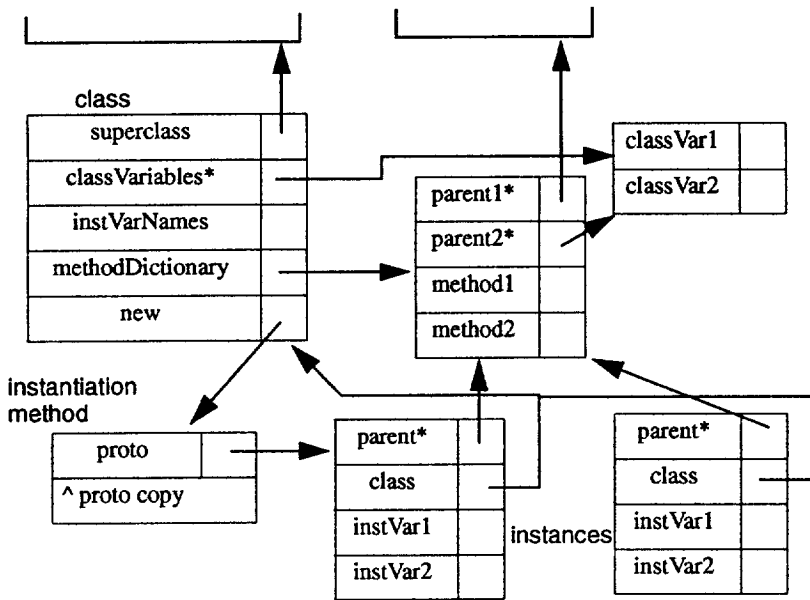 class
superclass
classVariables*
instVarNames
methodDictionary
new
classVar1
classVar2
parent1*
parent2*
method1
method2
instantiation
method
proto
^ proto copy
parent*
class
instVar1
instVar2
instances
parent*
class
instVar1
instVar2